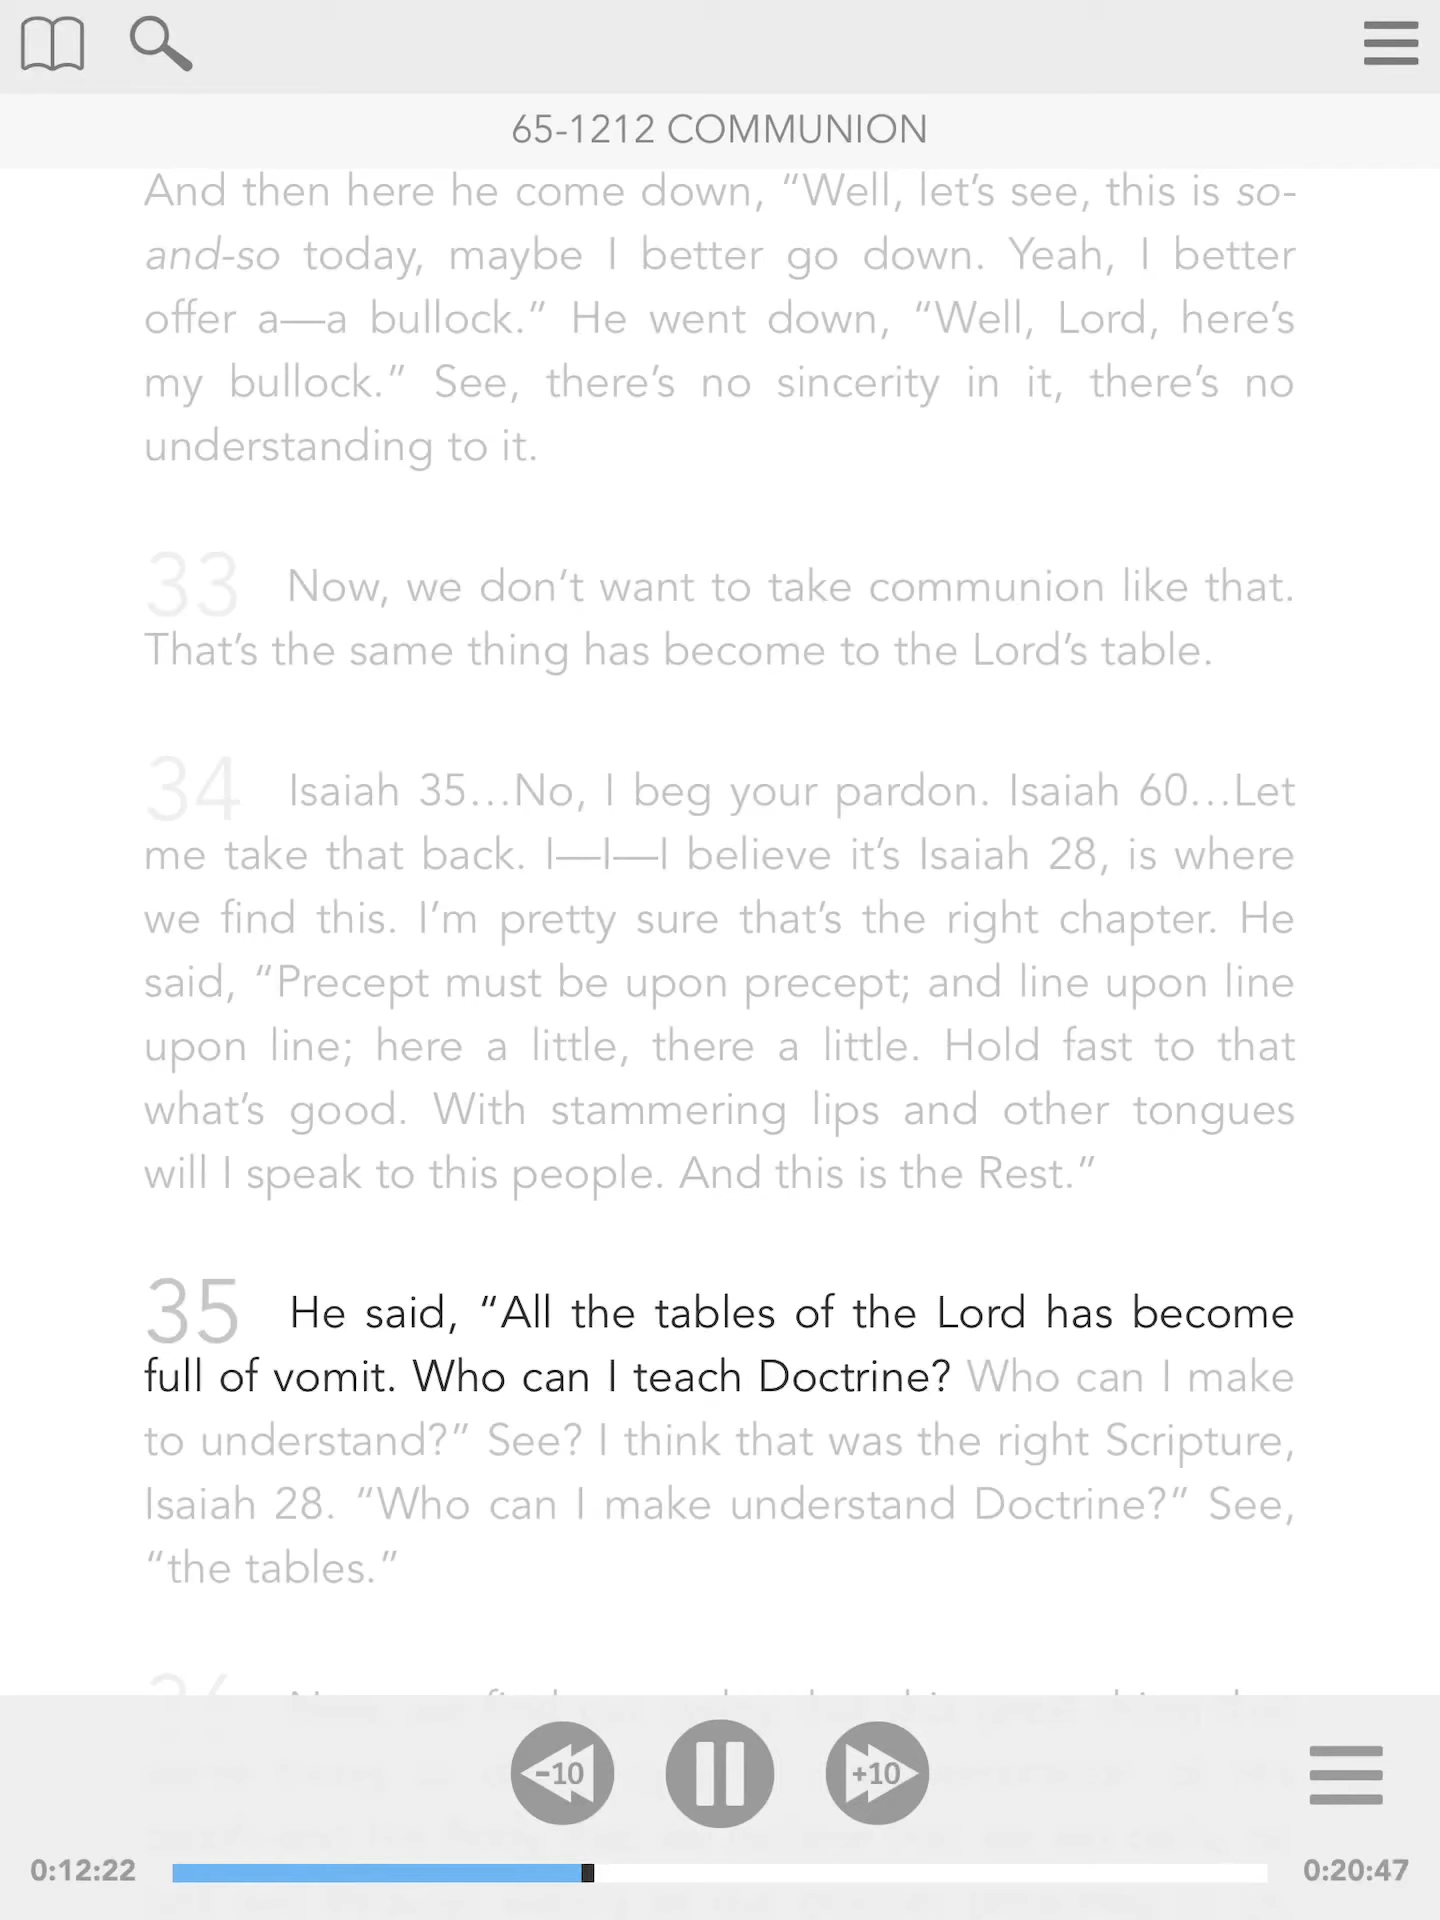 65-1212 COMMUNION
And then here he come down, “Well, let’s see, this is so-
and-so today, maybe I better go down. Yeah, I better
offer a—a bullock.” He went down, “Well, Lord, here’s
my bullock.” See, there’s no sincerity in it, there’s no
understanding to it.
33 Now, we don’t want to take communion like that.
That’s the same thing has become to the Lord’s table.
34 Isaiah 35…No, I beg your pardon. Isaiah 60…Let
me take that back. I—I—I believe it’s Isaiah 28, is where
we find this. I’m pretty sure that’s the right chapter. He
said, “Precept must be upon precept; and line upon line
upon line; here a little, there a little. Hold fast to that
what’s good. With stammering lips and other tongues
will I speak to this people. And this is the Rest.”
35 He said, “All the tables of the Lord has become
full of vomit. Who can I teach Doctrine? Who can I make
to understand?” See? I think that was the right Scripture,
Isaiah 28. “Who can I make understand Doctrine?” See,
“the tables.”
-10 +10
0:12:22 0:20:47